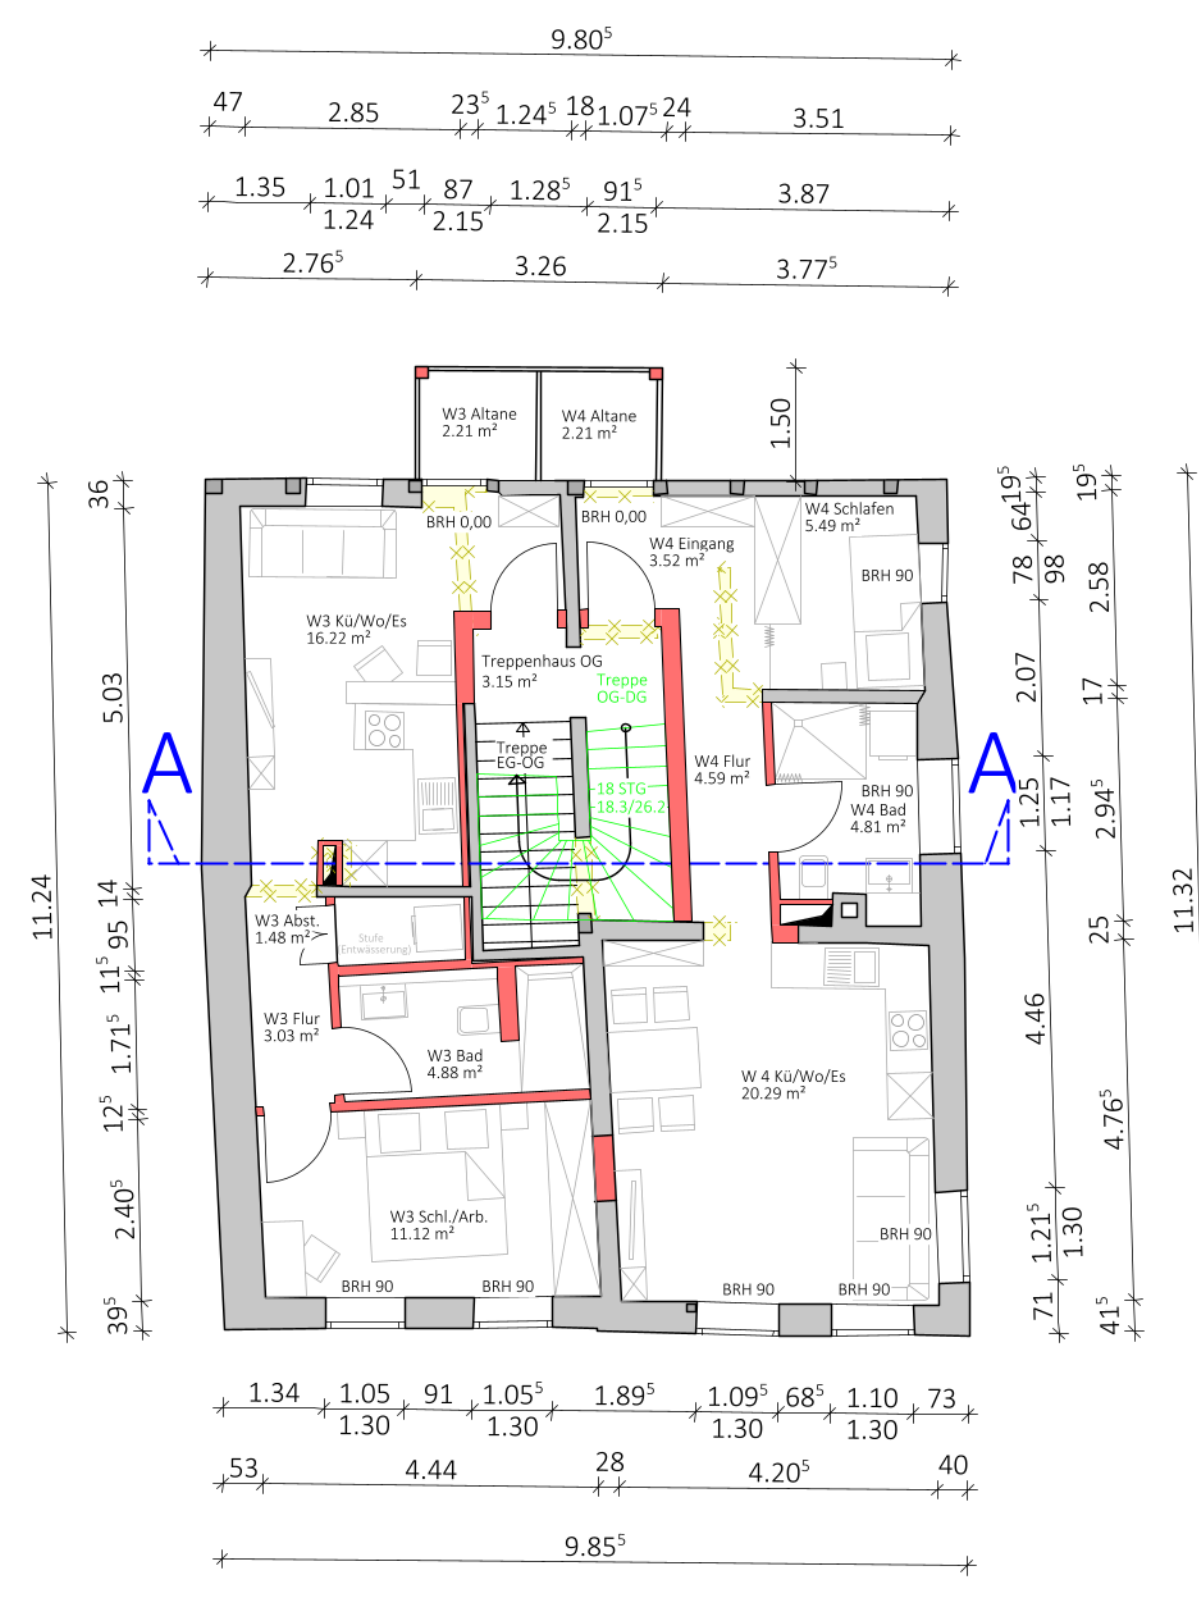 9.80⁵
47 2.85 23⁵ 1.24⁵ 18 1.07⁵ 24 3.51
1.35 1.01 51 87 1.28⁵ 91⁵ 3.87
1.24 2.15 2.15
2.76⁵ 3.26 3.77⁵
1.50
W3 Altane
2.21 m²
W4 Altane
2.21 m²
BRH 0,00
BRH 0,00
W4 Schlafen
5.49 m²
W4 Eingang
3.52 m²
BRH 90
W3 Kü/Wo/Es
16.22 m²
Treppenhaus OG
3.15 m²
Treppe
OG-DG
Treppe
EG-OG
W4 Flur
4.59 m²
18 STG
18.3/26.2
BRH 90
W4 Bad
4.81 m²
A
A
W3 Abst.
1.48 m²
Stufe
(Entwässerung)
W3 Flur
3.03 m²
W3 Bad
4.88 m²
W 4 Kü/Wo/Es
20.29 m²
W3 Schl./Arb.
11.12 m²
BRH 90
BRH 90
BRH 90
BRH 90
BRH 90
11.24
36
5.03
14
95
11⁵
1.71⁵
12⁵
2.40⁵
39⁵
19⁵
64⁵
78
98
2.07
1.25
1.17
4.46
1.21⁵
1.30
71
19⁵
2.58
17
2.94⁵
25
4.76⁵
41⁵
11.32
1.34 1.05 91 1.05⁵ 1.89⁵ 1.09⁵ 68⁵ 1.10 73
1.30 1.30 1.30 1.30
53 4.44 28 4.20⁵ 40
9.85⁵